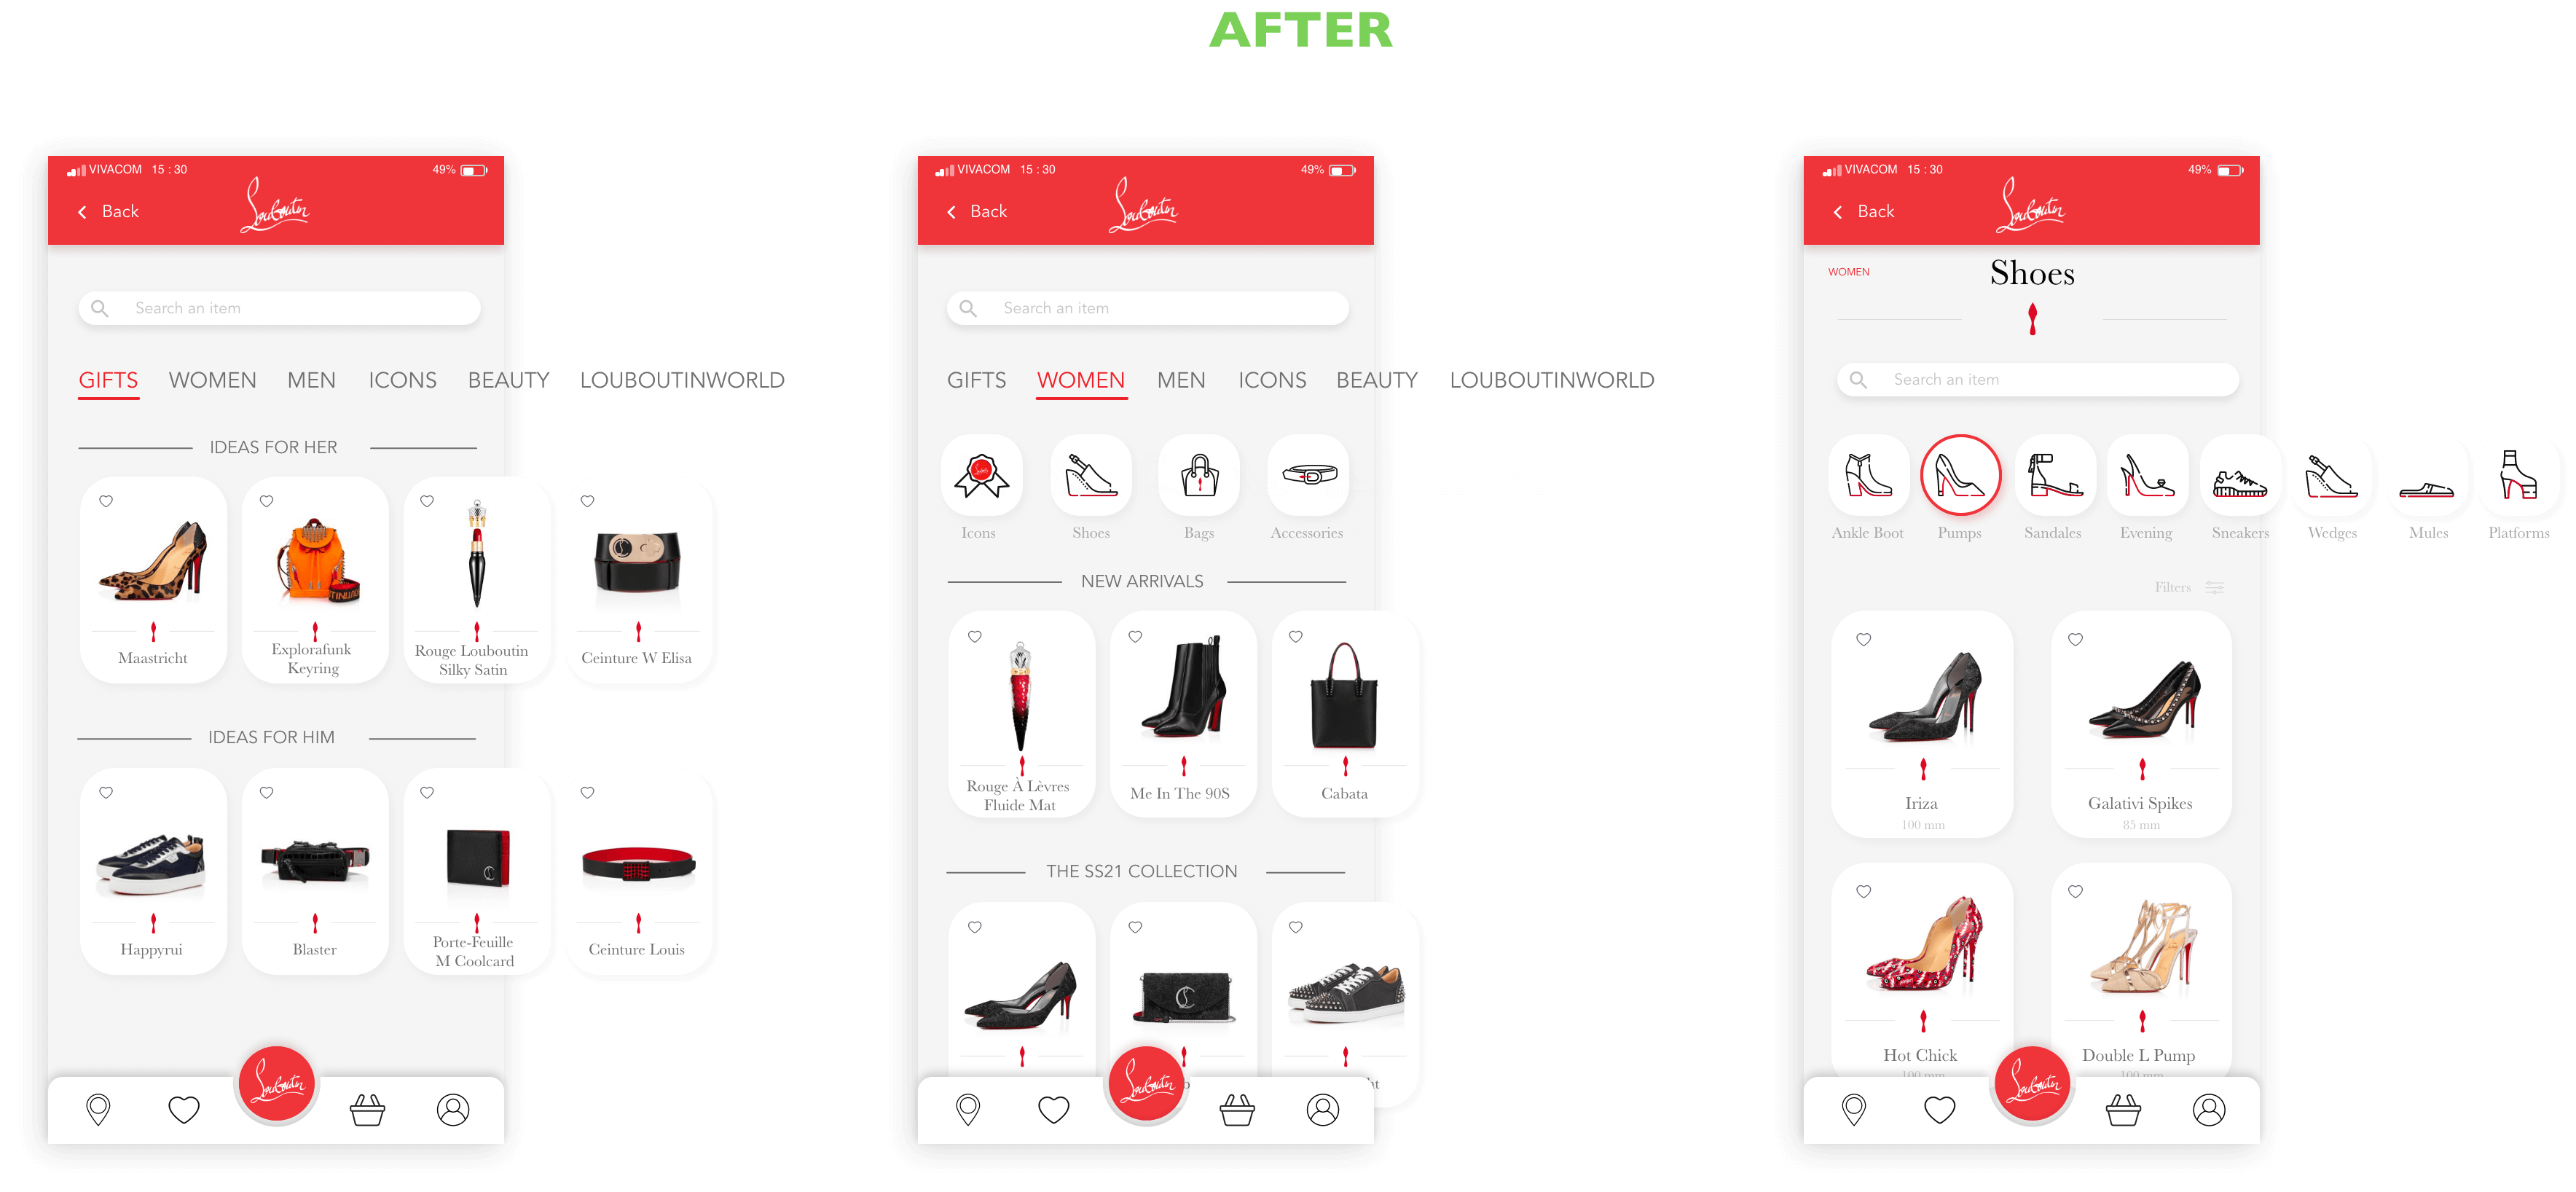 AFTER
VIVACOM 15 : 30 49%
Back Louboutin
Search an item
GIFTS WOMEN MEN ICONS BEAUTY LOUBOUTINWORLD
IDEAS FOR HER
Maastricht
Explorafunk
Keyring
Rouge Louboutin
Silky Satin
Ceinture W Elisa
IDEAS FOR HIM
Happyrui
Blaster
Porte-Feuille
M Coolcard
Ceinture Louis
Louboutin
VIVACOM 15 : 30 49%
Back Louboutin
Search an item
GIFTS WOMEN MEN ICONS BEAUTY LOUBOUTINWORLD
Icons Shoes Bags Accessories
NEW ARRIVALS
Rouge À Lèvres
Fluide Mat
Me In The 90S
Cabata
THE SS21 COLLECTION
Louboutin
VIVACOM 15 : 30 49%
Back Louboutin
WOMEN
Shoes
Search an item
Ankle Boot Pumps Sandales Evening Sneakers Wedges Mules Platforms
Filters
Iriza
100 mm
Galativi Spikes
85 mm
Hot Chick
100 mm
Double L Pump
100 mm
Louboutin